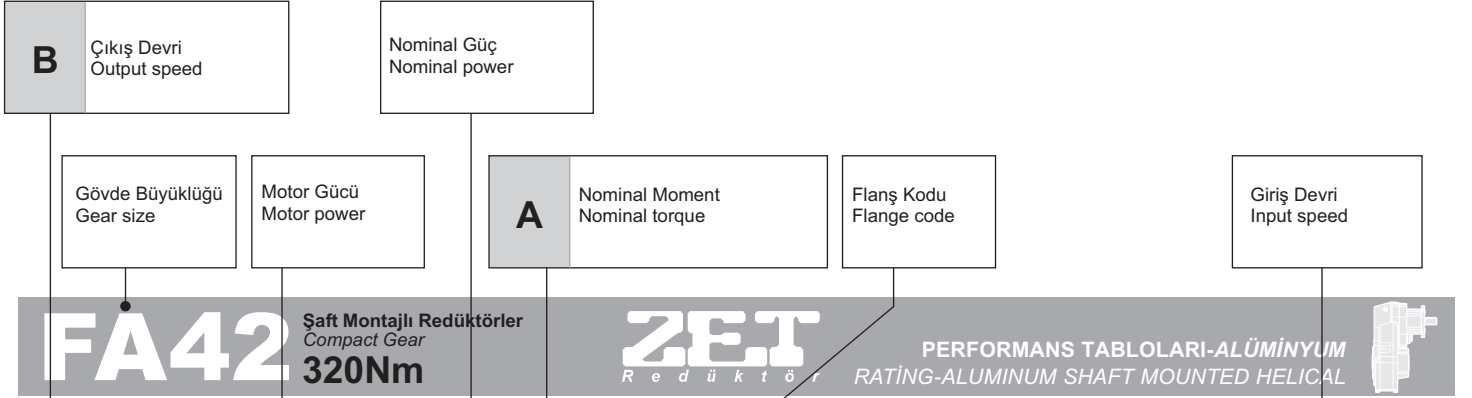 B
Çıkış Devri
Output speed
Nominal Güç
Nominal power
Gövde Büyüklüğü
Gear size
Motor Gücü
Motor power
A
Nominal Moment
Nominal torque
Flanş Kodu
Flange code
Giriş Devri
Input speed
FA42
Şaft Montajlı Redüktörler
Compact Gear
320Nm
ZET
Redüktör
PERFORMANS TABLOLARI-ALÜMİNYUM
RATİNG-ALUMINUM SHAFT MOUNTED HELICAL